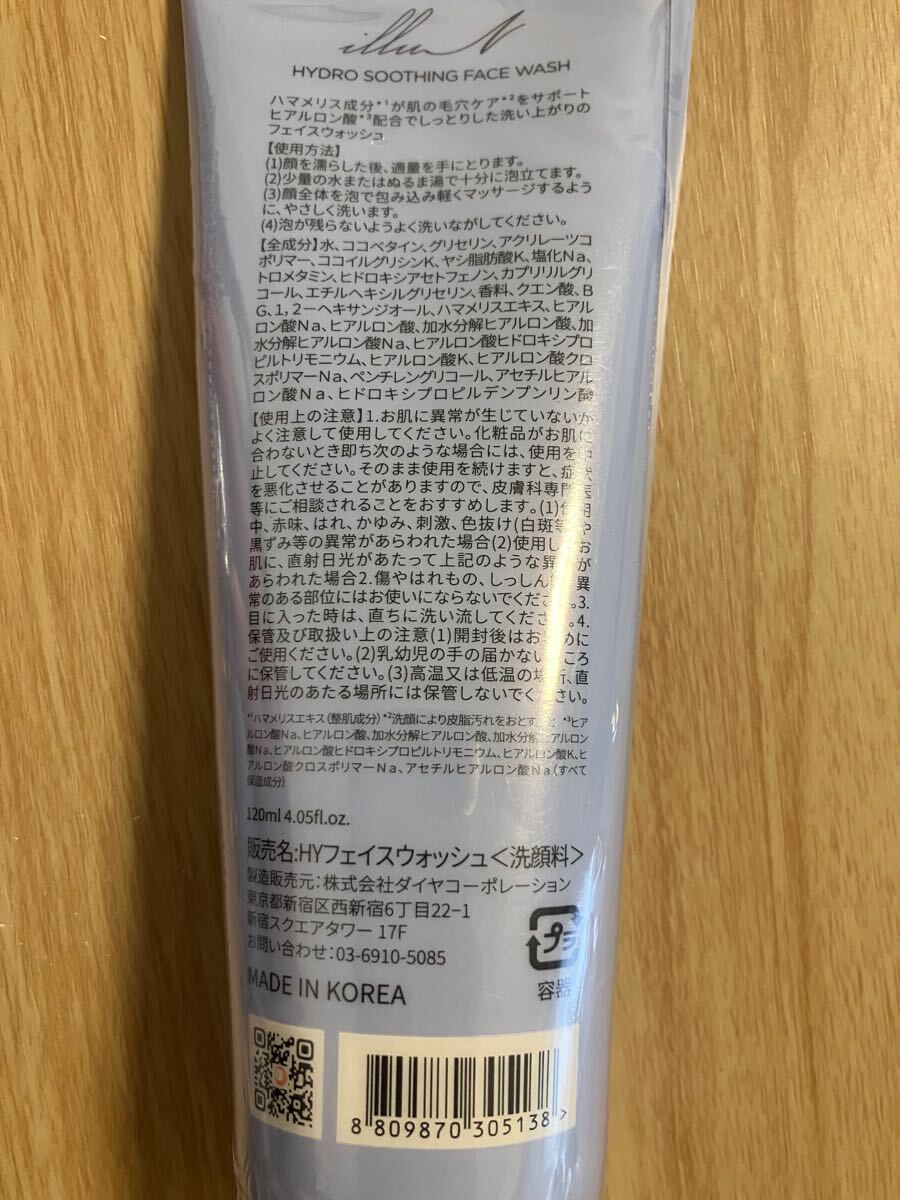 illuN
HYDRO SOOTHING FACE WASH
ハマメリス成分*1が肌の毛穴ケア*2をサポート
ヒアルロン酸*3配合でしっとりした洗い上がりの
フェイスウォッシュ
【使用方法】
(1)顔を濡らした後、適量を手にとります。
(2)少量の水またはぬるま湯で十分に泡立てます。
(3)顔全体を泡で包み込み軽くマッサージするよう
に、やさしく洗います。
(4)泡が残らないようよく洗いながしてください。
【全成分】水、ココベタイン、グリセリン、アクリレーツコ
ポリマー、ココイルグリシンK、ヤシ脂肪酸K、塩化Na、
トロメタミン、ヒドロキシアセトフェノン、カプリリルグリ
コール、エチルヘキシルグリセリン、香料、クエン酸、B
G、1,2-ヘキサンジオール、ハマメリスエキス、ヒアル
ロン酸Na、ヒアルロン酸、加水分解ヒアルロン酸、加
水分解ヒアルロン酸Na、ヒアルロン酸ヒドロキシプロ
ピルトリモニウム、ヒアルロン酸K、ヒアルロン酸クロ
スポリマーNa、ペンチレングリコール、アセチルヒアル
ロン酸Na、ヒドロキシプロピルデンプンリン酸
【使用上の注意】1.お肌に異常が生じていないか
よく注意して使用してください。化粧品がお肌に
合わないとき即ち次のような場合には、使用を中
止してください。そのまま使用を続けますと、症状
を悪化させることがありますので、皮膚科専門医
等にご相談されることをおすすめします。(1)使用
中、赤味、はれ、かゆみ、刺激、色抜け(白斑等)や
黒ずみ等の異常があらわれた場合(2)使用したお
肌に、直射日光があたって上記のような異常が
あらわれた場合2.傷やはれもの、しっしん等、異
常のある部位にはお使いにならないでください。3.
目に入った時は、直ちに洗い流してください。4.
保管及び取扱い上の注意(1)開封後はお早めに
ご使用ください。(2)乳幼児の手の届かないところ
に保管してください。(3)高温又は低温の場所、直
射日光のあたる場所には保管しないでください。
*1ハマメリスエキス(整肌成分)*2洗顔により皮脂汚れをおとすこと *3ヒア
ルロン酸Na、ヒアルロン酸、加水分解ヒアルロン酸、加水分解ヒアルロン
酸Na、ヒアルロン酸ヒドロキシプロピルトリモニウム、ヒアルロン酸K、ヒ
アルロン酸クロスポリマーNa、アセチルヒアルロン酸Na(すべて
保湿成分)
120ml 4.05fl.oz.
販売名:HYフェイスウォッシュ<洗顔料>
製造販売元:株式会社ダイヤコーポレーション
東京都新宿区西新宿6丁目22-1
新宿スクエアタワー 17F
お問い合わせ:03-6910-5085
プラ
容器
MADE IN KOREA
8 809870 305138 >